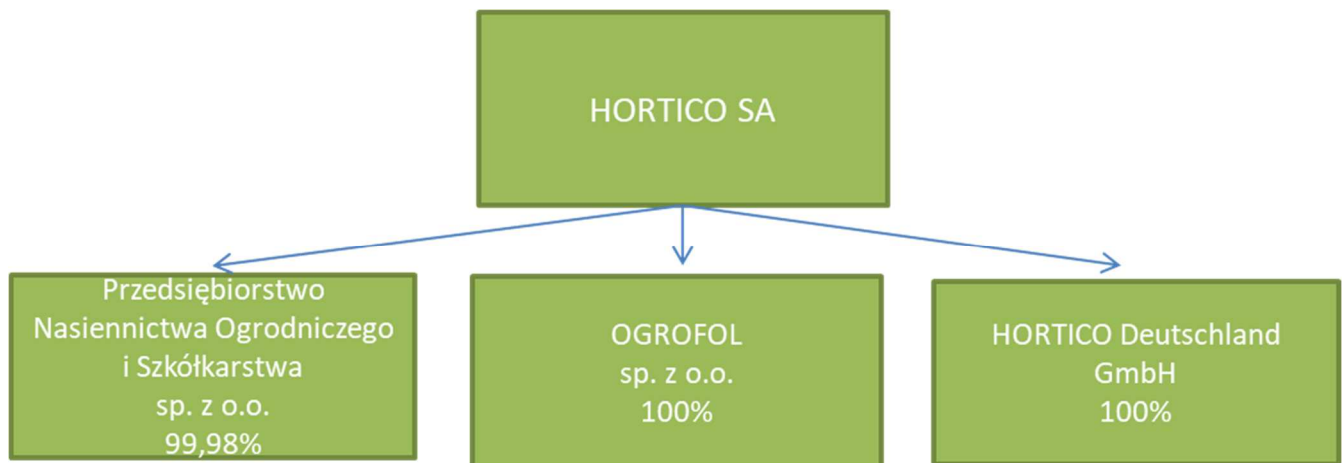 HORTICO SA
Przedsiębiorstwo
Nasiennictwa Ogrodniczego
i Szkółkarstwa
sp. z o.o.
99,98%
OGROFOL
sp. z o.o.
100%
HORTICO Deutschland
GmbH
100%